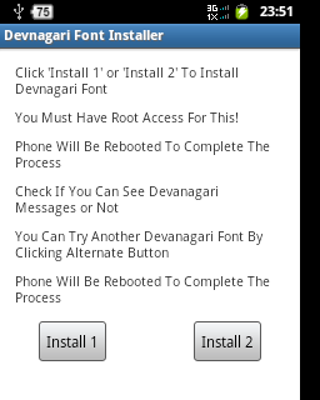 75 3G 1X 23:51
Devnagari Font Installer
Click 'Install 1' or 'Install 2' To Install
Devnagari Font
You Must Have Root Access For This!
Phone Will Be Rebooted To Complete The
Process
Check If You Can See Devanagari
Messages or Not
You Can Try Another Devanagari Font By
Clicking Alternate Button
Phone Will Be Rebooted To Complete The
Process
Install 1 Install 2